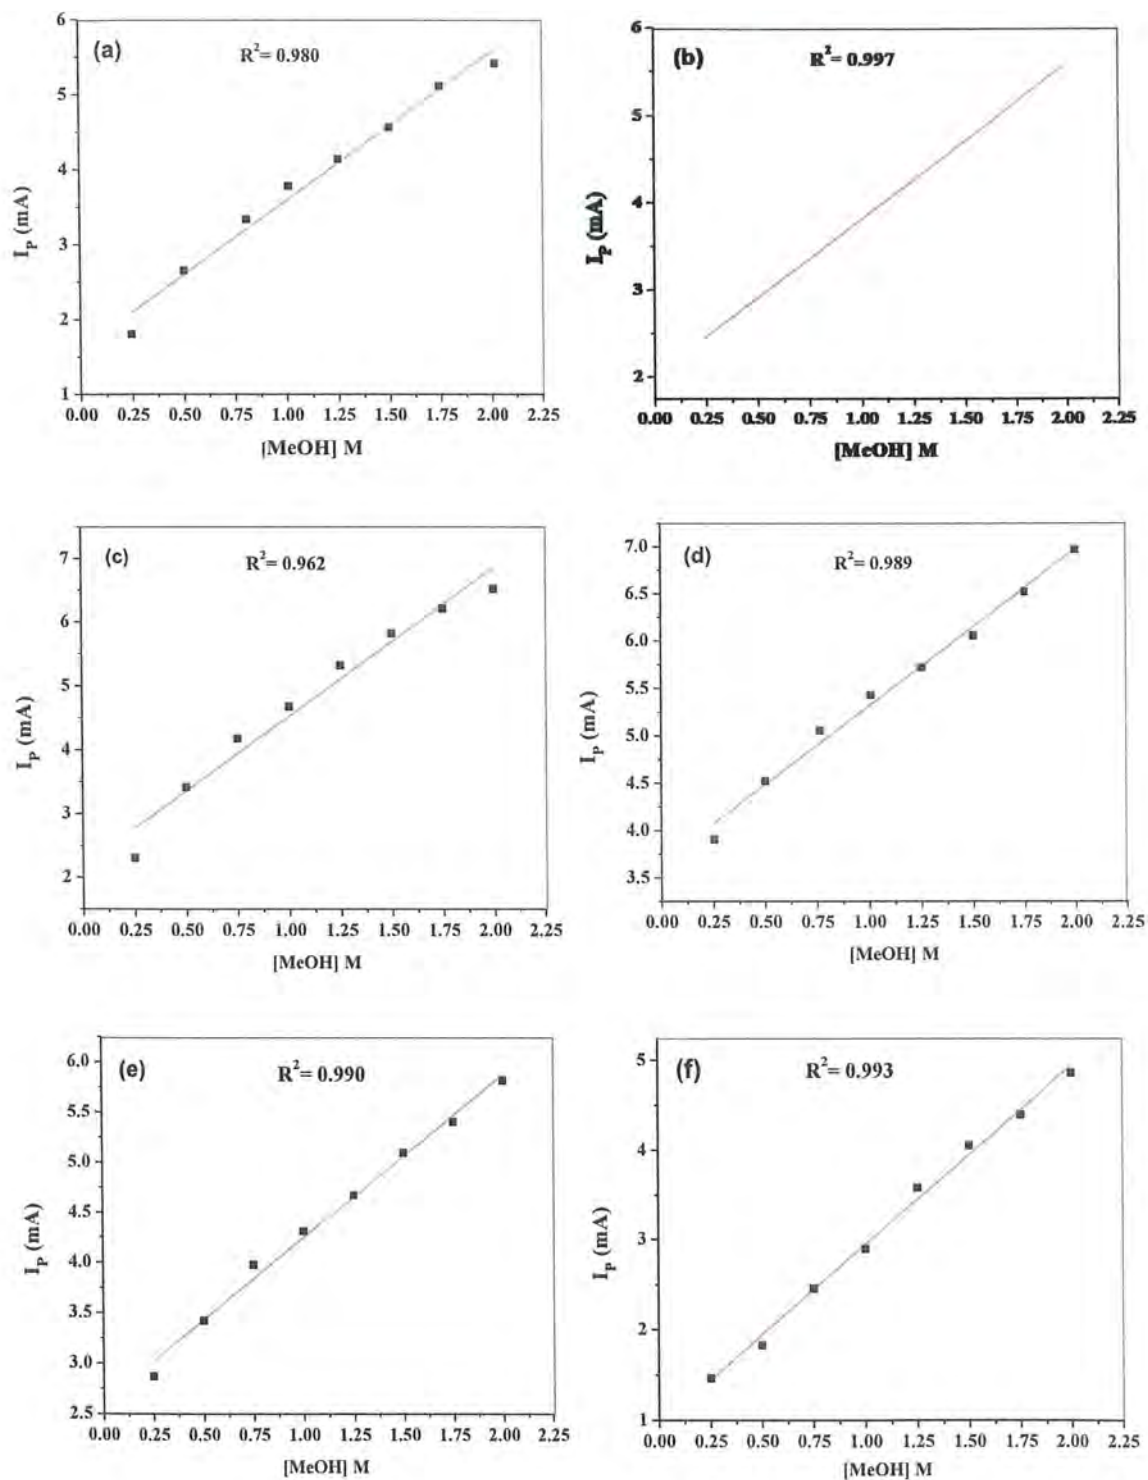 (a)
R²= 0.980
6
5
4
3
2
1
I_P (mA)
0.00 0.25 0.50 0.75 1.00 1.25 1.50 1.75 2.00 2.25
[MeOH] M
(b)
R²= 0.997
6
5
4
3
2
I_P (mA)
0.00 0.25 0.50 0.75 1.00 1.25 1.50 1.75 2.00 2.25
[MeOH] M
(c)
R²= 0.962
7
6
5
4
3
2
I_P (mA)
0.00 0.25 0.50 0.75 1.00 1.25 1.50 1.75 2.00 2.25
[MeOH] M
(d)
R²= 0.989
7.0
6.5
6.0
5.5
5.0
4.5
4.0
3.5
I_P (mA)
0.00 0.25 0.50 0.75 1.00 1.25 1.50 1.75 2.00 2.25
[MeOH] M
(e)
R²= 0.990
6.0
5.5
5.0
4.5
4.0
3.5
3.0
2.5
I_P (mA)
0.00 0.25 0.50 0.75 1.00 1.25 1.50 1.75 2.00 2.25
[MeOH] M
(f)
R²= 0.993
5
4
3
2
1
I_P (mA)
0.00 0.25 0.50 0.75 1.00 1.25 1.50 1.75 2.00 2.25
[MeOH] M